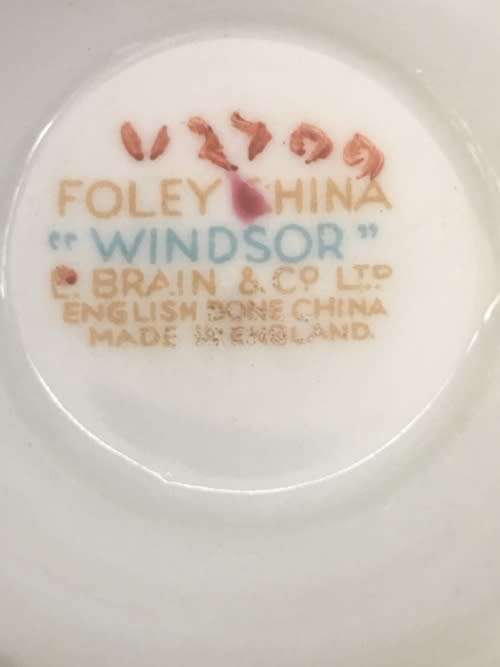 V2709
FOLEY CHINA
“WINDSOR”
E. BRAIN & Cº LTD
ENGLISH BONE CHINA
MADE IN ENGLAND.